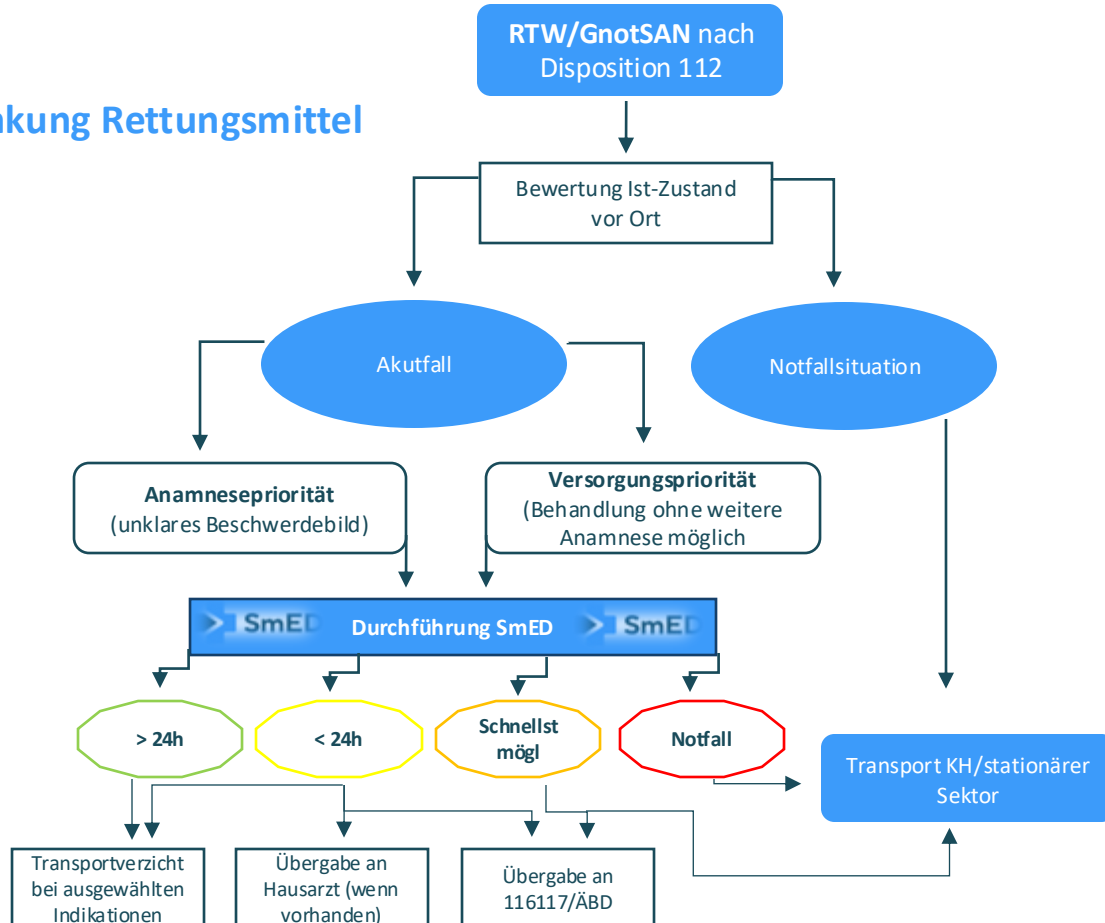 RTW/GnotSAN nach
Disposition 112
nkung Rettungsmittel
Bewertung Ist-Zustand
vor Ort
Akutfall
Notfallsituation
Anamnesepriorität
(unklares Beschwerdebild)
Versorgungspriorität
(Behandlung ohne weitere
Anamnese möglich
SmED
Durchführung SmED
SmED
> 24h
< 24h
Schnellst
mögl
Notfall
Transport KH/stationärer
Sektor
Transportverzicht
bei ausgewählten
Indikationen
Übergabe an
Hausarzt (wenn
vorhanden)
Übergabe an
116117/ÄBD